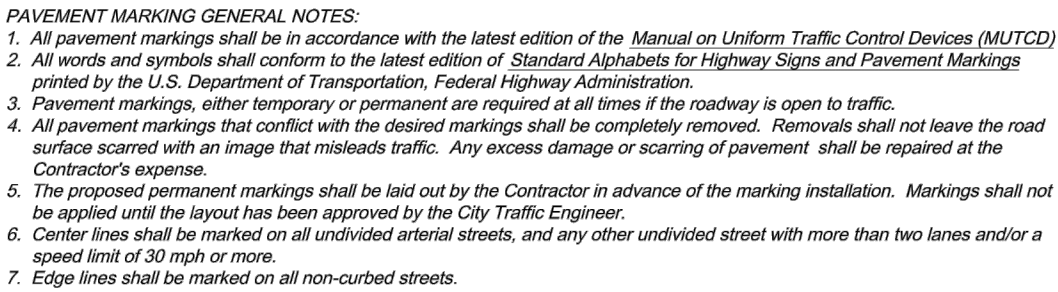 PAVEMENT MARKING GENERAL NOTES:
1. All pavement markings shall be in accordance with the latest edition of the Manual on Uniform Traffic Control Devices (MUTCD)
2. All words and symbols shall conform to the latest edition of Standard Alphabets for Highway Signs and Pavement Markings
printed by the U.S. Department of Transportation, Federal Highway Administration.
3. Pavement markings, either temporary or permanent are required at all times if the roadway is open to traffic.
4. All pavement markings that conflict with the desired markings shall be completely removed. Removals shall not leave the road
surface scarred with an image that misleads traffic. Any excess damage or scarring of pavement shall be repaired at the
Contractor's expense.
5. The proposed permanent markings shall be laid out by the Contractor in advance of the marking installation. Markings shall not
be applied until the layout has been approved by the City Traffic Engineer.
6. Center lines shall be marked on all undivided arterial streets, and any other undivided street with more than two lanes and/or a
speed limit of 30 mph or more.
7. Edge lines shall be marked on all non-curbed streets.